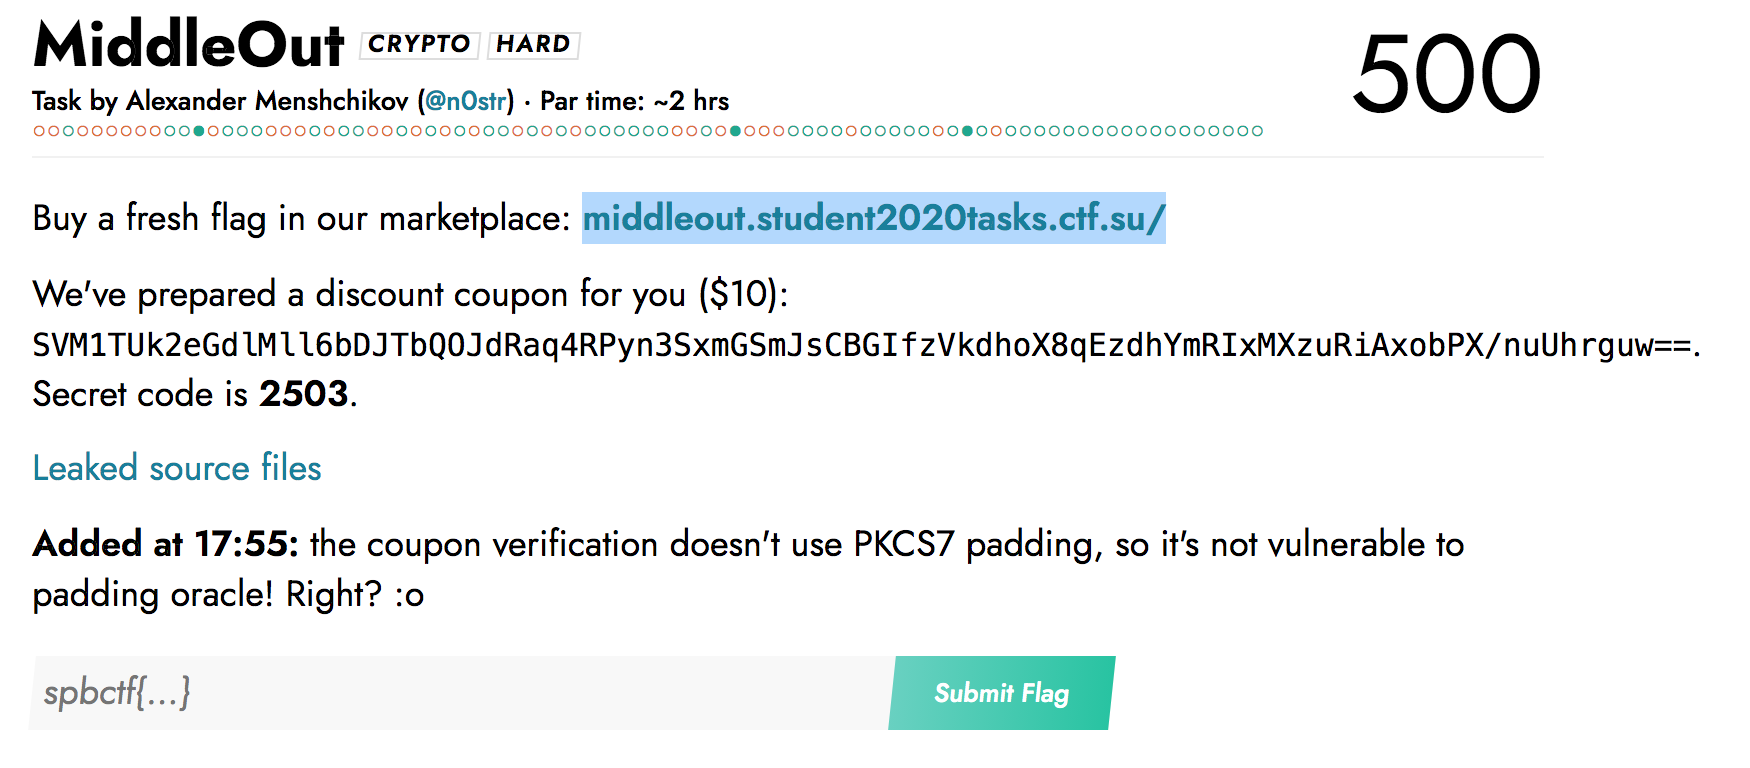 MiddleOut CRYPTO HARD 500
Task by Alexander Menshchikov (@n0str) · Par time: ~2 hrs
Buy a fresh flag in our marketplace: middleout.student2020tasks.ctf.su/
We've prepared a discount coupon for you ($10):
SVM1TUk2eGdlMll6bDJTbQOJdRaq4RPyn3SxmGSmJsCBGIfzVkdhoX8qEzdhYmRIxMXzuRiAxobPX/nuUhrguw==.
Secret code is 2503.
Leaked source files
Added at 17:55: the coupon verification doesn't use PKCS7 padding, so it's not vulnerable to
padding oracle! Right? :o
spbctf{...}
Submit Flag